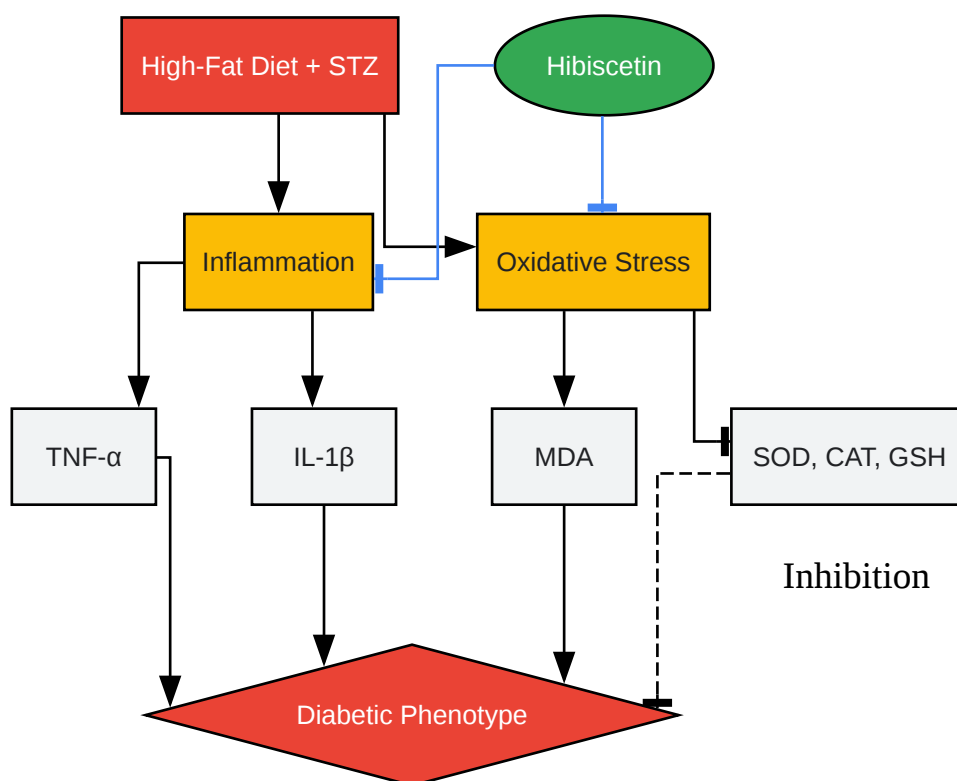 High-Fat Diet + STZ
Hibiscetin
Inflammation
Oxidative Stress
TNF-α
IL-1β
MDA
SOD, CAT, GSH
Inhibition
Diabetic Phenotype